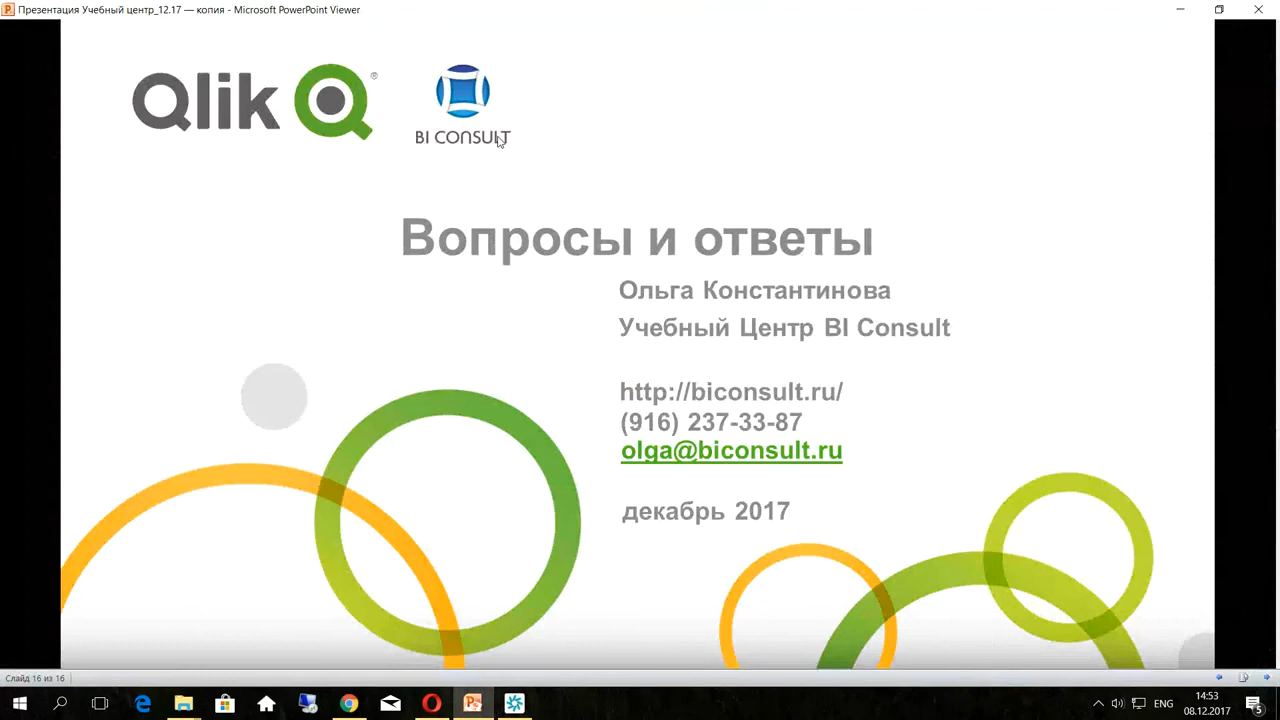 Презентация Учебный центр_12.17 — копия - Microsoft PowerPoint Viewer
Qlik
®
BI CONSULT
Вопросы и ответы
Ольга Константинова
Учебный Центр BI Consult
http://biconsult.ru/
(916) 237-33-87
olga@biconsult.ru
декабрь 2017
Слайд 16 из 16
ENG
14:53
08.12.2017
5